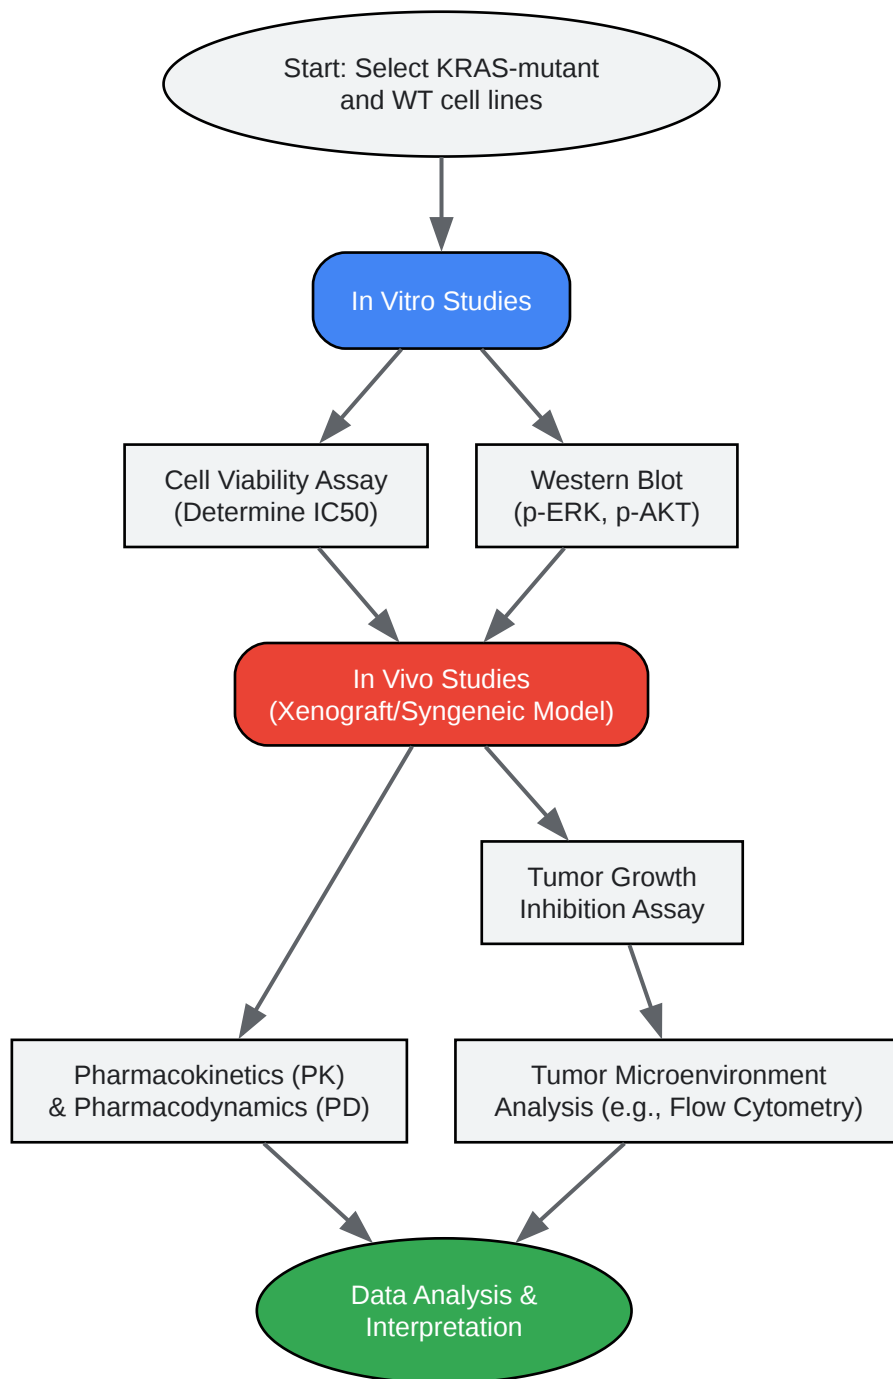 Start: Select KRAS-mutant
and WT cell lines
In Vitro Studies
Cell Viability Assay
(Determine IC50)
Western Blot
(p-ERK, p-AKT)
In Vivo Studies
(Xenograft/Syngeneic Model)
Tumor Growth
Inhibition Assay
Pharmacokinetics (PK)
& Pharmacodynamics (PD)
Tumor Microenvironment
Analysis (e.g., Flow Cytometry)
Data Analysis &
Interpretation